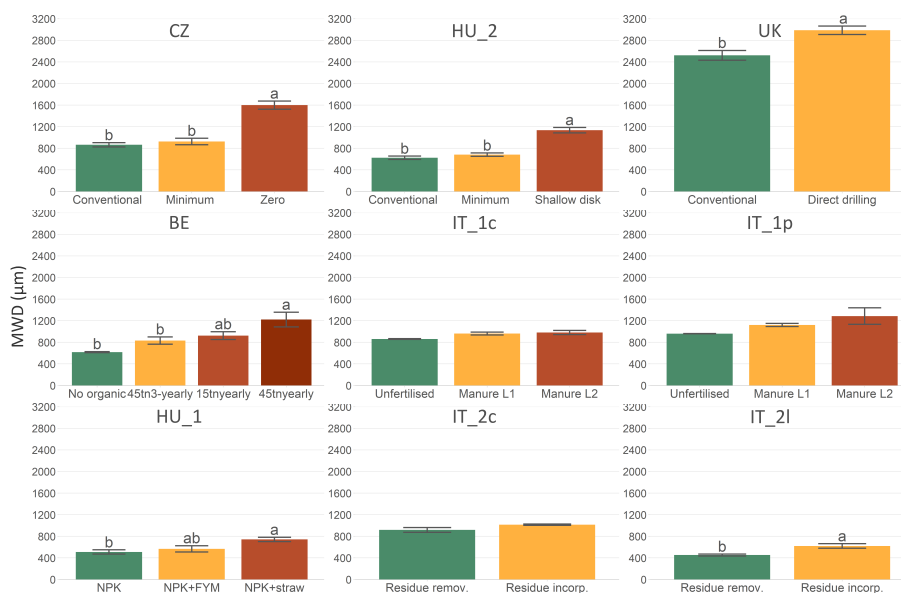 3200 3200 3200
CZ HU_2 UK
2800 2800 2800
a
b
2400 2400 2400
2000 2000 2000
1600 1600 1600
a
1200 1200 1200
a
b b
800 800 800
b b
400 400 400
0 0 0
Conventional Minimum Zero Conventional Minimum Shallow disk Conventional Direct drilling
3200 3200 3200
BE IT_1c IT_1p
2800 2800 2800
2400 2400 2400
2000 2000 2000
MWD (μm)
1600 1600 1600
a
1200 1200 1200
b ab
800 800 800
b
400 400 400
0 0 0
No organic 45tn3-yearly 15tnyearly 45tnyearly Unfertilised Manure L1 Manure L2 Unfertilised Manure L1 Manure L2
3200 3200 3200
HU_1 IT_2c IT_2l
2800 2800 2800
2400 2400 2400
2000 2000 2000
1600 1600 1600
1200 1200 1200
800 800 800
b ab a b a
400 400 400
0 0 0
NPK NPK+FYM NPK+straw Residue remov. Residue incorp. Residue remov. Residue incorp.